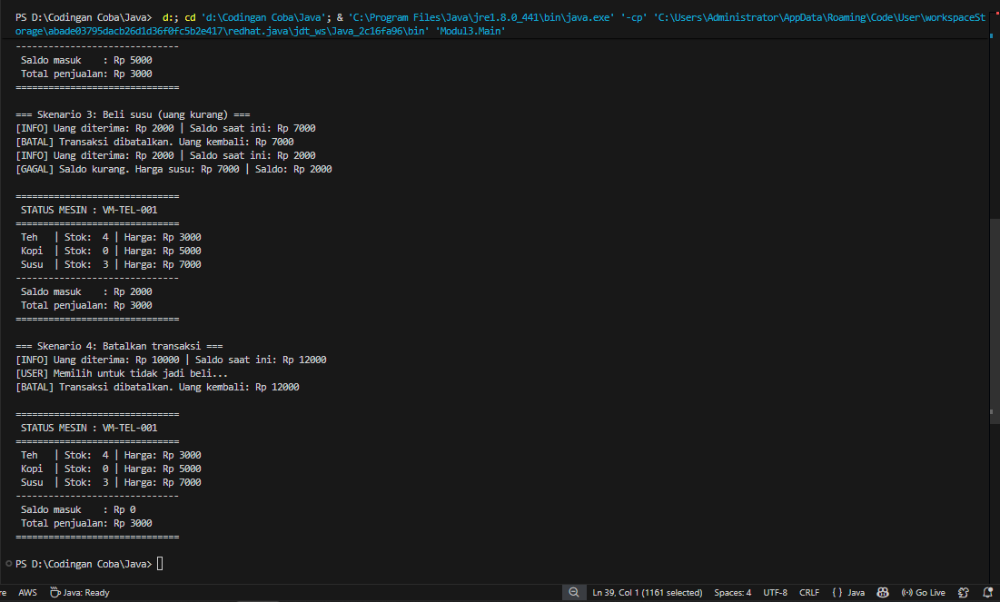 PS D:\Codingan Coba\Java>  d:; cd 'd:\Codingan Coba\Java'; & 'C:\Program Files\Java\jre1.8.0_441\bin\java.exe' '-cp' 'C:\Users\Administrator\AppData\Roaming\Code\User\workspaceSt
orage\abade03795dacb26d1d36f0fc5b2e417\redhat.java\jdt_ws\Java_2c16fa96\bin' 'Modul3.Main'
------------------------------
 Saldo masuk    : Rp 5000
 Total penjualan: Rp 3000
==============================
=== Skenario 3: Beli susu (uang kurang) ===
[INFO] Uang diterima: Rp 2000 | Saldo saat ini: Rp 7000
[BATAL] Transaksi dibatalkan. Uang kembali: Rp 7000
[INFO] Uang diterima: Rp 2000 | Saldo saat ini: Rp 2000
[GAGAL] Saldo kurang. Harga susu: Rp 7000 | Saldo: Rp 2000
==============================
 STATUS MESIN : VM-TEL-001
==============================
 Teh   | Stok:  4 | Harga: Rp 3000
 Kopi  | Stok:  0 | Harga: Rp 5000
 Susu  | Stok:  3 | Harga: Rp 7000
------------------------------
 Saldo masuk    : Rp 2000
 Total penjualan: Rp 3000
==============================
=== Skenario 4: Batalkan transaksi ===
[INFO] Uang diterima: Rp 10000 | Saldo saat ini: Rp 12000
[USER] Memilih untuk tidak jadi beli...
[BATAL] Transaksi dibatalkan. Uang kembali: Rp 12000
==============================
 STATUS MESIN : VM-TEL-001
==============================
 Teh   | Stok:  4 | Harga: Rp 3000
 Kopi  | Stok:  0 | Harga: Rp 5000
 Susu  | Stok:  3 | Harga: Rp 7000
------------------------------
 Saldo masuk    : Rp 0
 Total penjualan: Rp 3000
==============================
PS D:\Codingan Coba\Java>
re AWS Java: Ready Ln 39, Col 1 (1161 selected) Spaces: 4 UTF-8 CRLF { } Java Go Live